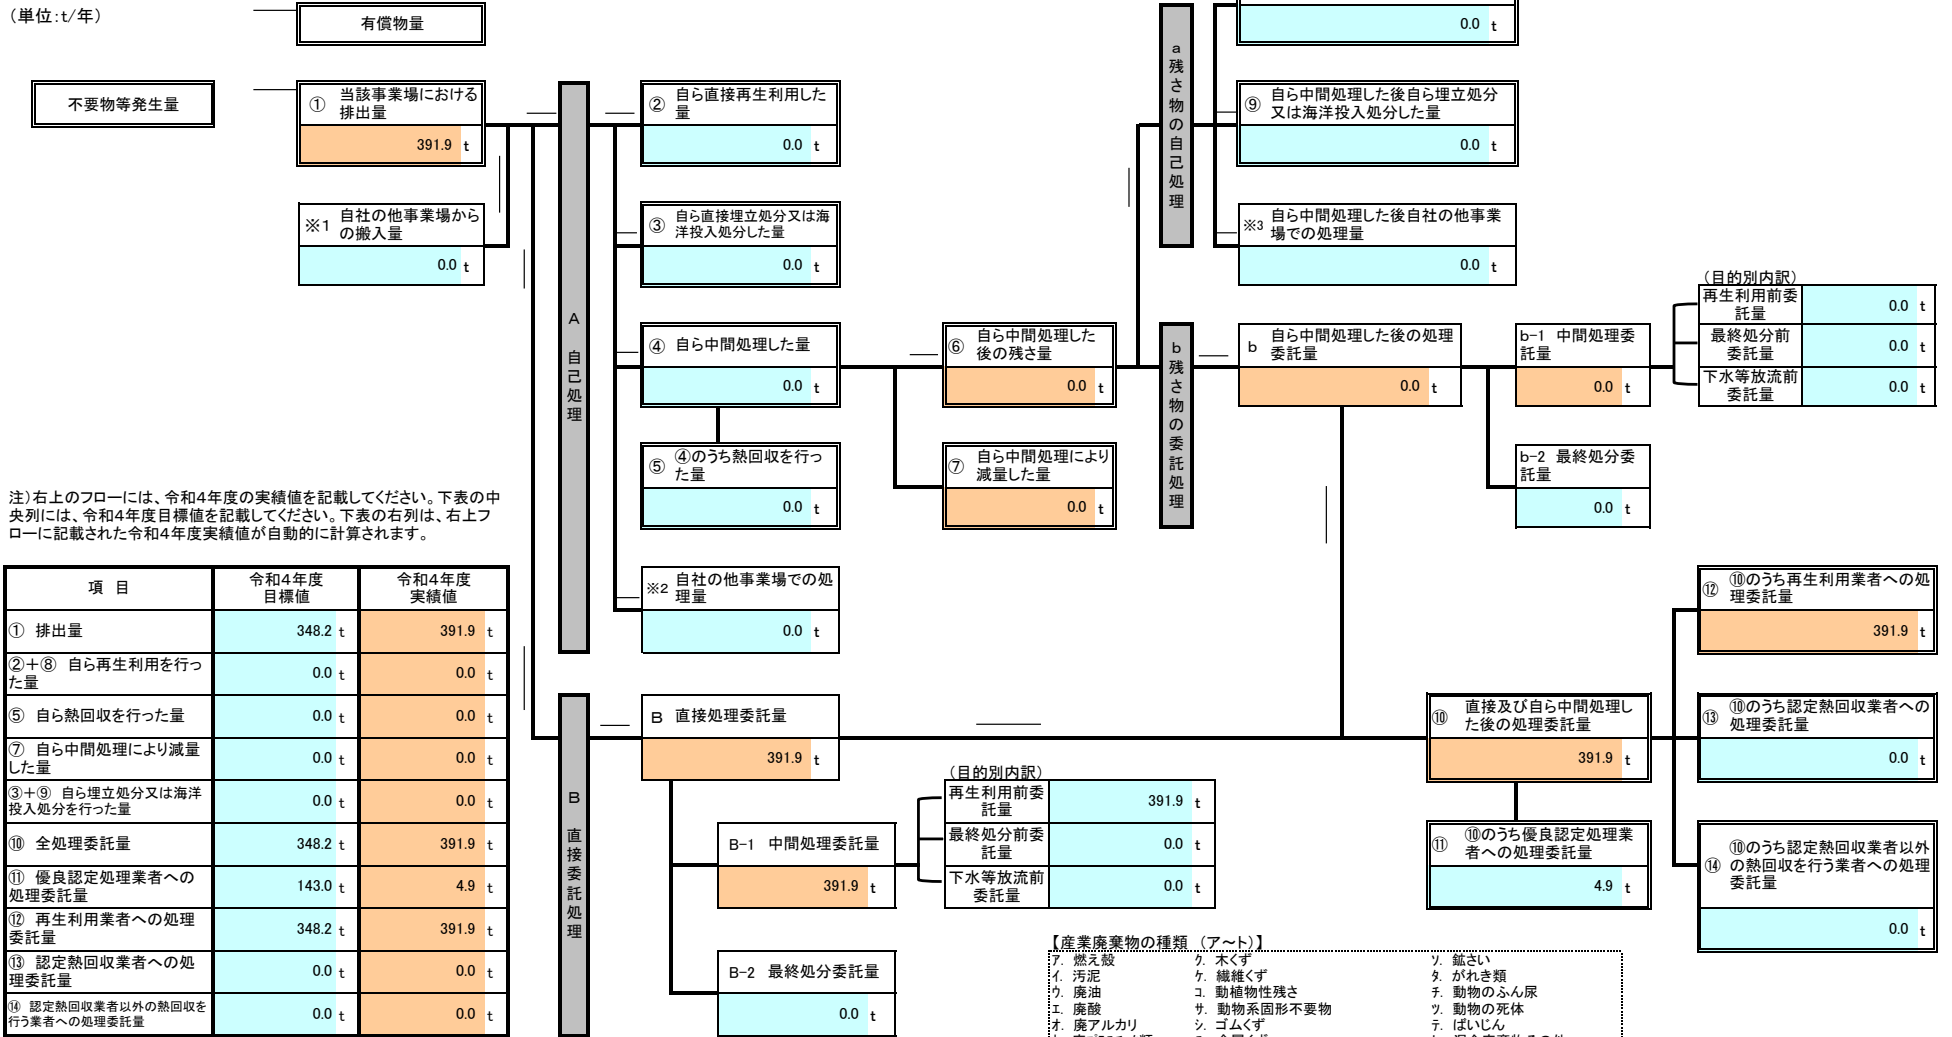 （単位：ｔ/年）
有償物量
0.0 t
不要物等発生量
① 当該事業場における
排出量
391.9 t
② 自ら直接再生利用した
量
0.0 t
⑨ 自ら中間処理した後自ら埋立処分
又は海洋投入処分した量
0.0 t
a 残さ物の自己処理
※1 自社の他事業場から
の搬入量
0.0 t
③ 自ら直接埋立処分又は海
洋投入処分した量
0.0 t
※3 自ら中間処理した後自社の他事業
場での処理量
0.0 t
A 自己処理
④ 自ら中間処理した量
0.0 t
⑥ 自ら中間処理した
後の残さ量
0.0 t
b 残さ物の委託処理
b 自ら中間処理した後の処理
委託量
0.0 t
b-1 中間処理委
託量
0.0 t
（目的別内訳）
再生利用前委
託量
0.0 t
最終処分前
委託量
0.0 t
下水等放流前
委託量
0.0 t
⑤ ④のうち熱回収を行っ
た量
0.0 t
⑦ 自ら中間処理により
減量した量
0.0 t
b-2 最終処分委
託量
0.0 t
注）右上のフローには、令和４年度の実績値を記載してください。下表の中
央列には、令和４年度目標値を記載してください。下表の右列は、右上フ
ローに記載された令和４年度実績値が自動的に計算されます。
※2 自社の他事業場での処
理量
0.0 t
項 目
令和４年度
目標値
令和４年度
実績値
① 排出量
348.2 t
391.9 t
②＋⑧ 自ら再生利用を行っ
た量
0.0 t
0.0 t
⑤ 自ら熱回収を行った量
0.0 t
0.0 t
⑦ 自ら中間処理により減量
した量
0.0 t
0.0 t
③＋⑨ 自ら埋立処分又は海洋
投入処分を行った量
0.0 t
0.0 t
⑩ 全処理委託量
348.2 t
391.9 t
⑪ 優良認定処理業者への
処理委託量
143.0 t
4.9 t
⑫ 再生利用業者への処理
委託量
348.2 t
391.9 t
⑬ 認定熱回収業者への処
理委託量
0.0 t
0.0 t
⑭ 認定熱回収業者以外の熱回収を
行う業者への処理委託量
0.0 t
0.0 t
B 直接委託処理
B 直接処理委託量
391.9 t
B-1 中間処理委託量
391.9 t
（目的別内訳）
再生利用前委
託量
391.9 t
最終処分前委
託量
0.0 t
下水等放流前
委託量
0.0 t
B-2 最終処分委託量
0.0 t
⑩ 直接及び自ら中間処理し
た後の処理委託量
391.9 t
⑪ ⑩のうち優良認定処理業
者への処理委託量
4.9 t
⑫ ⑩のうち再生利用業者への処
理委託量
391.9 t
⑬ ⑩のうち認定熱回収業者への
処理委託量
0.0 t
⑭ ⑩のうち認定熱回収業者以外
の熱回収を行う業者への処理
委託量
0.0 t
【産業廃棄物の種類 （ア～ト）】
ア. 燃え殻
イ. 汚泥
ウ. 廃油
エ. 廃酸
オ. 廃アルカリ
ク. 木くず
ケ. 繊維くず
コ. 動植物性残さ
サ. 動物系固形不要物
シ. ゴムくず
ソ. 鉱さい
タ. がれき類
チ. 動物のふん尿
ツ. 動物の死体
テ. ばいじん